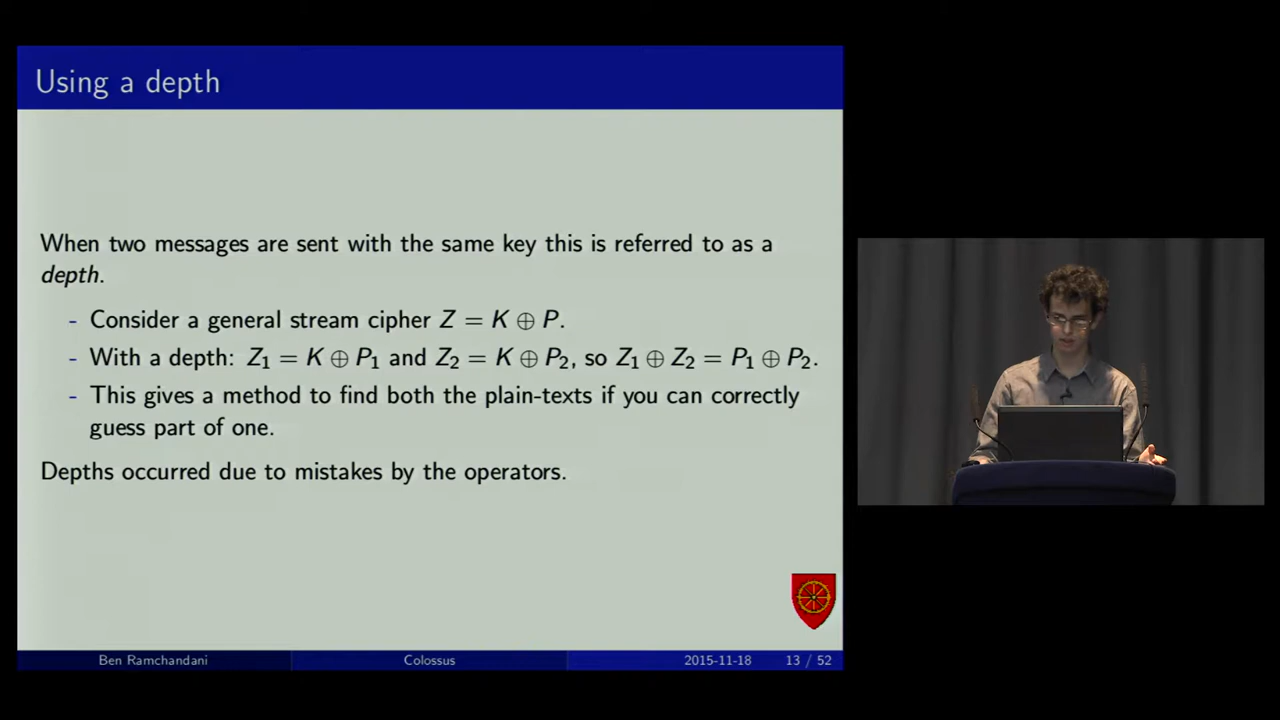 Using a depth
When two messages are sent with the same key this is referred to as a
depth.
- Consider a general stream cipher Z = K ⊕ P.
- With a depth: Z₁ = K ⊕ P₁ and Z₂ = K ⊕ P₂, so Z₁ ⊕ Z₂ = P₁ ⊕ P₂.
- This gives a method to find both the plain-texts if you can correctly
guess part of one.
Depths occurred due to mistakes by the operators.
Ben Ramchandani Colossus 2015-11-18 13 / 52